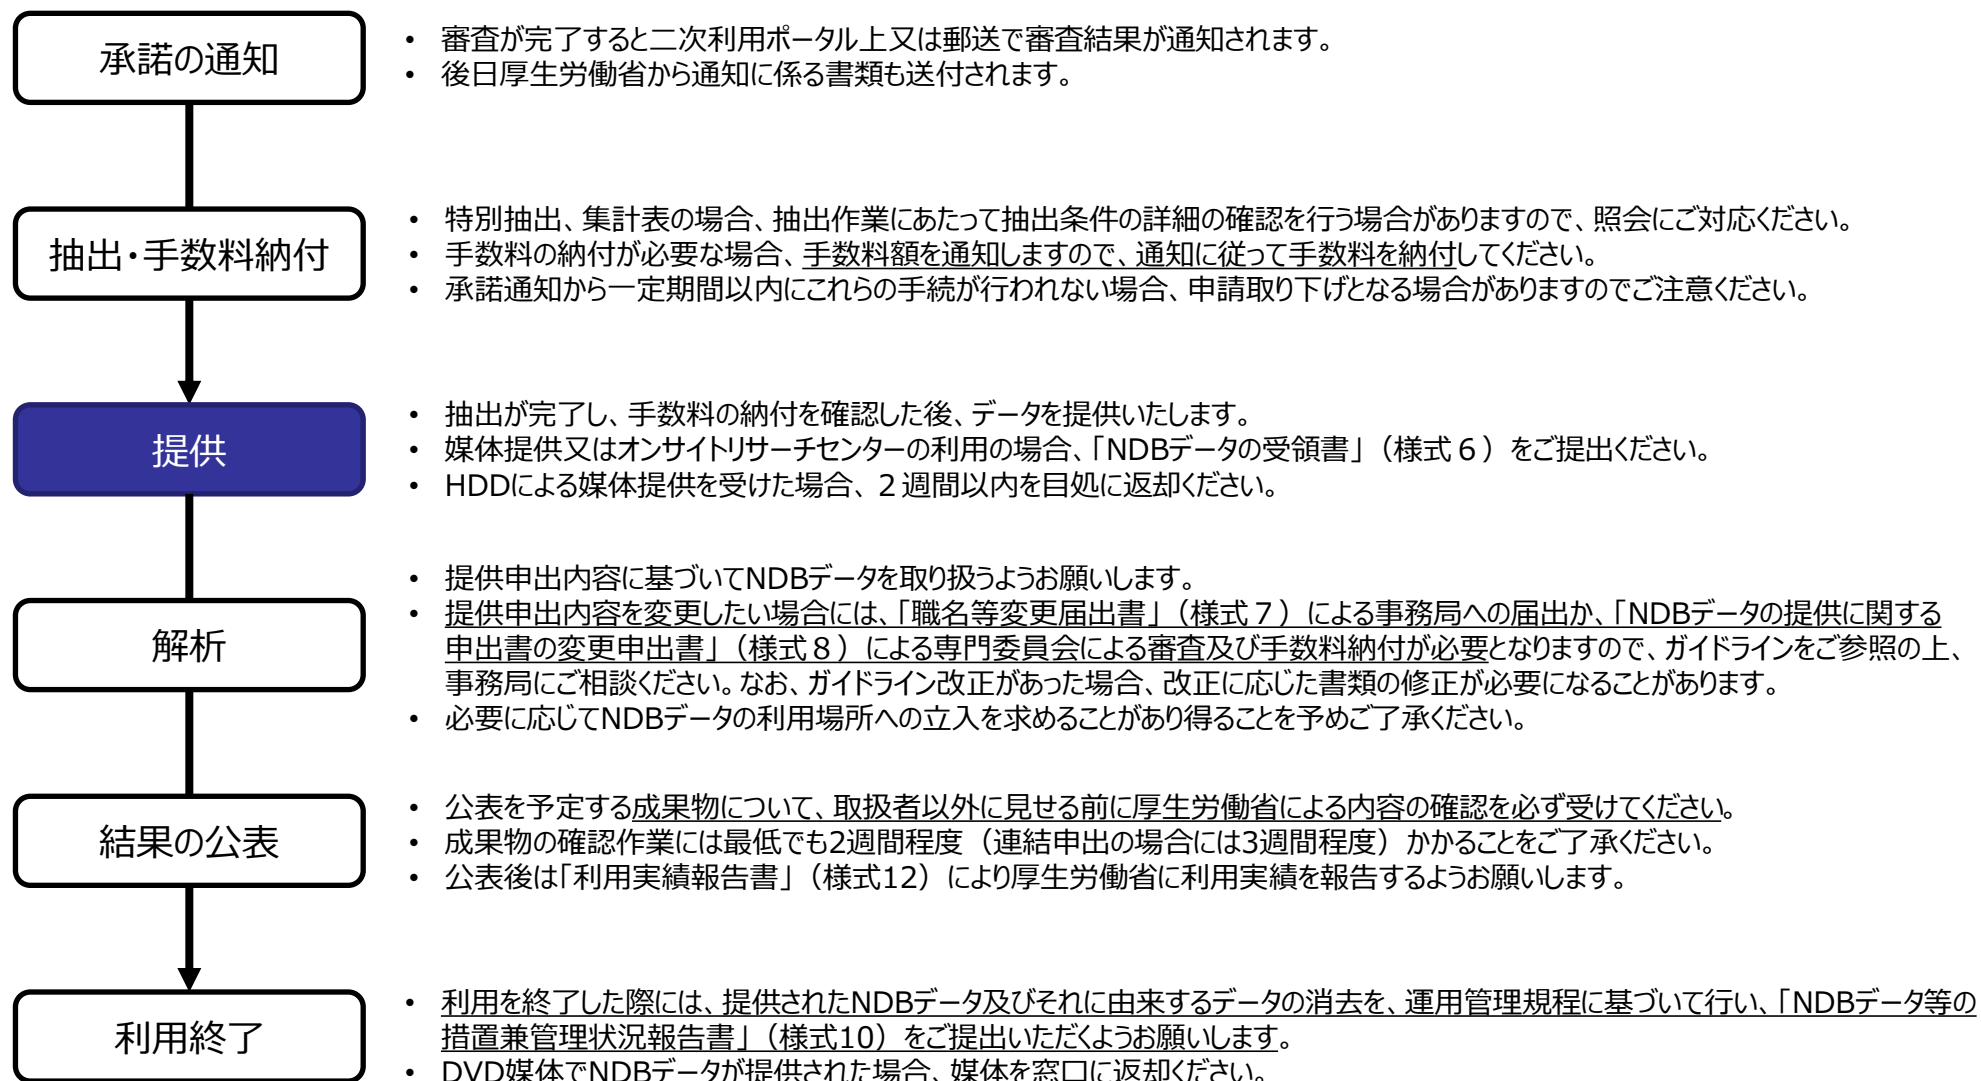 承諾の通知
• 審査が完了すると二次利用ポータル上又は郵送で審査結果が通知されます。
• 後日厚生労働省から通知に係る書類も送付されます。
抽出・手数料納付
• 特別抽出、集計表の場合、抽出作業にあたって抽出条件の詳細の確認を行う場合がありますので、照会にご対応ください。
• 手数料の納付が必要な場合、手数料額を通知しますので、通知に従って手数料を納付してください。
• 承諾通知から一定期間以内にこれらの手続が行われない場合、申請取り下げとなる場合がありますのでご注意ください。
提供
• 抽出が完了し、手数料の納付を確認した後、データを提供いたします。
• 媒体提供又はオンサイトリサーチセンターの利用の場合、「NDBデータの受領書」（様式６）をご提出ください。
• HDDによる媒体提供を受けた場合、２週間以内を目処に返却ください。
解析
• 提供申出内容に基づいてNDBデータを取り扱うようお願いします。
• 提供申出内容を変更したい場合には、「職名等変更届出書」（様式７）による事務局への届出か、「NDBデータの提供に関する
申出書の変更申出書」（様式８）による専門委員会による審査及び手数料納付が必要となりますので、ガイドラインをご参照の上、
事務局にご相談ください。なお、ガイドライン改正があった場合、改正に応じた書類の修正が必要になることがあります。
• 必要に応じてNDBデータの利用場所への立入を求めることがあり得ることを予めご了承ください。
結果の公表
• 公表を予定する成果物について、取扱者以外に見せる前に厚生労働省による内容の確認を必ず受けてください。
• 成果物の確認作業には最低でも2週間程度（連結申出の場合には3週間程度）かかることをご了承ください。
• 公表後は「利用実績報告書」（様式12）により厚生労働省に利用実績を報告するようお願いします。
利用終了
• 利用を終了した際には、提供されたNDBデータ及びそれに由来するデータの消去を、運用管理規程に基づいて行い、「NDBデータ等の
措置兼管理状況報告書」（様式10）をご提出いただくようお願いします。
• DVD媒体でNDBデータが提供された場合、媒体を窓口に返却ください。